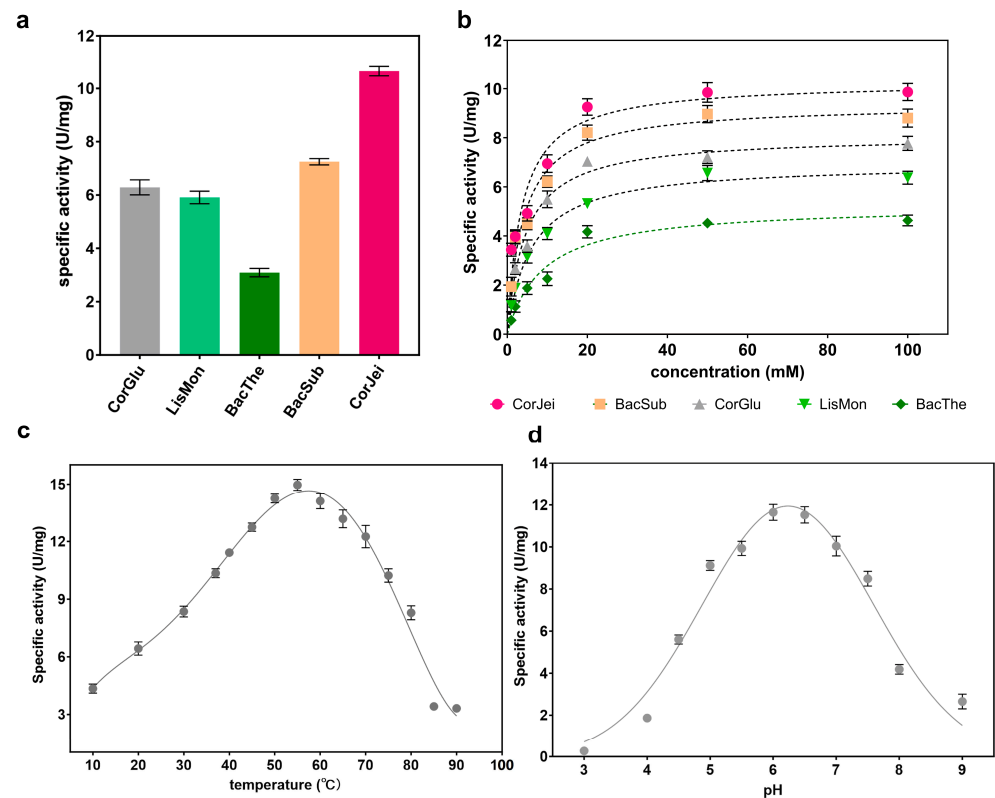 a
specific activity (U/mg)
12
10
8
6
4
2
0
CorGlu
LisMon
BacThe
BacSub
CorJei
b
Specific activity (U/mg)
12
10
8
6
4
2
0
0 20 40 60 80 100
concentration (mM)
CorJei BacSub CorGlu LisMon BacThe
c
Specific activity (U/mg)
15
12
9
6
3
10 20 30 40 50 60 70 80 90 100
temperature (℃)
d
Specific activity (U/mg)
14
12
10
8
6
4
2
0
3 4 5 6 7 8 9
pH